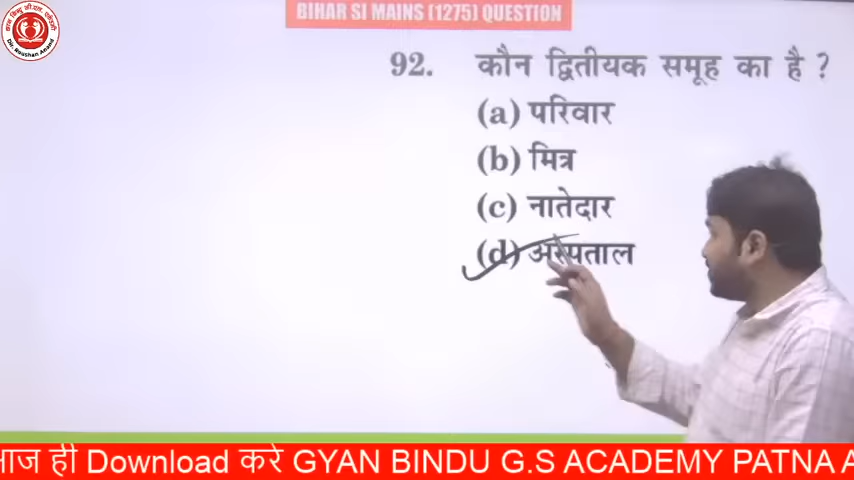 BIHAR SI MAINS (1275) QUESTION
92. कौन द्वितीयक समूह का है ?
(a) परिवार
(b) मित्र
(c) नातेदार
(d) अस्पताल
आज ही Download करे GYAN BINDU G.S ACADEMY PATNA A